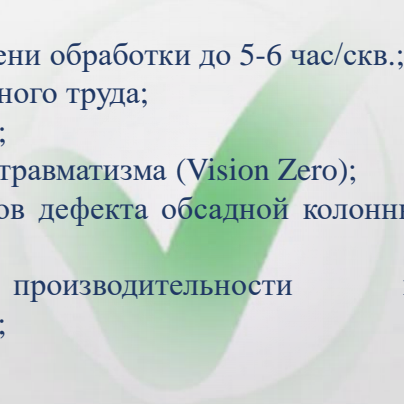 ени обработки до 5-6 час/скв.;
ного труда;
;
травматизма (Vision Zero);
ов дефекта обсадной колонн
производительности
;